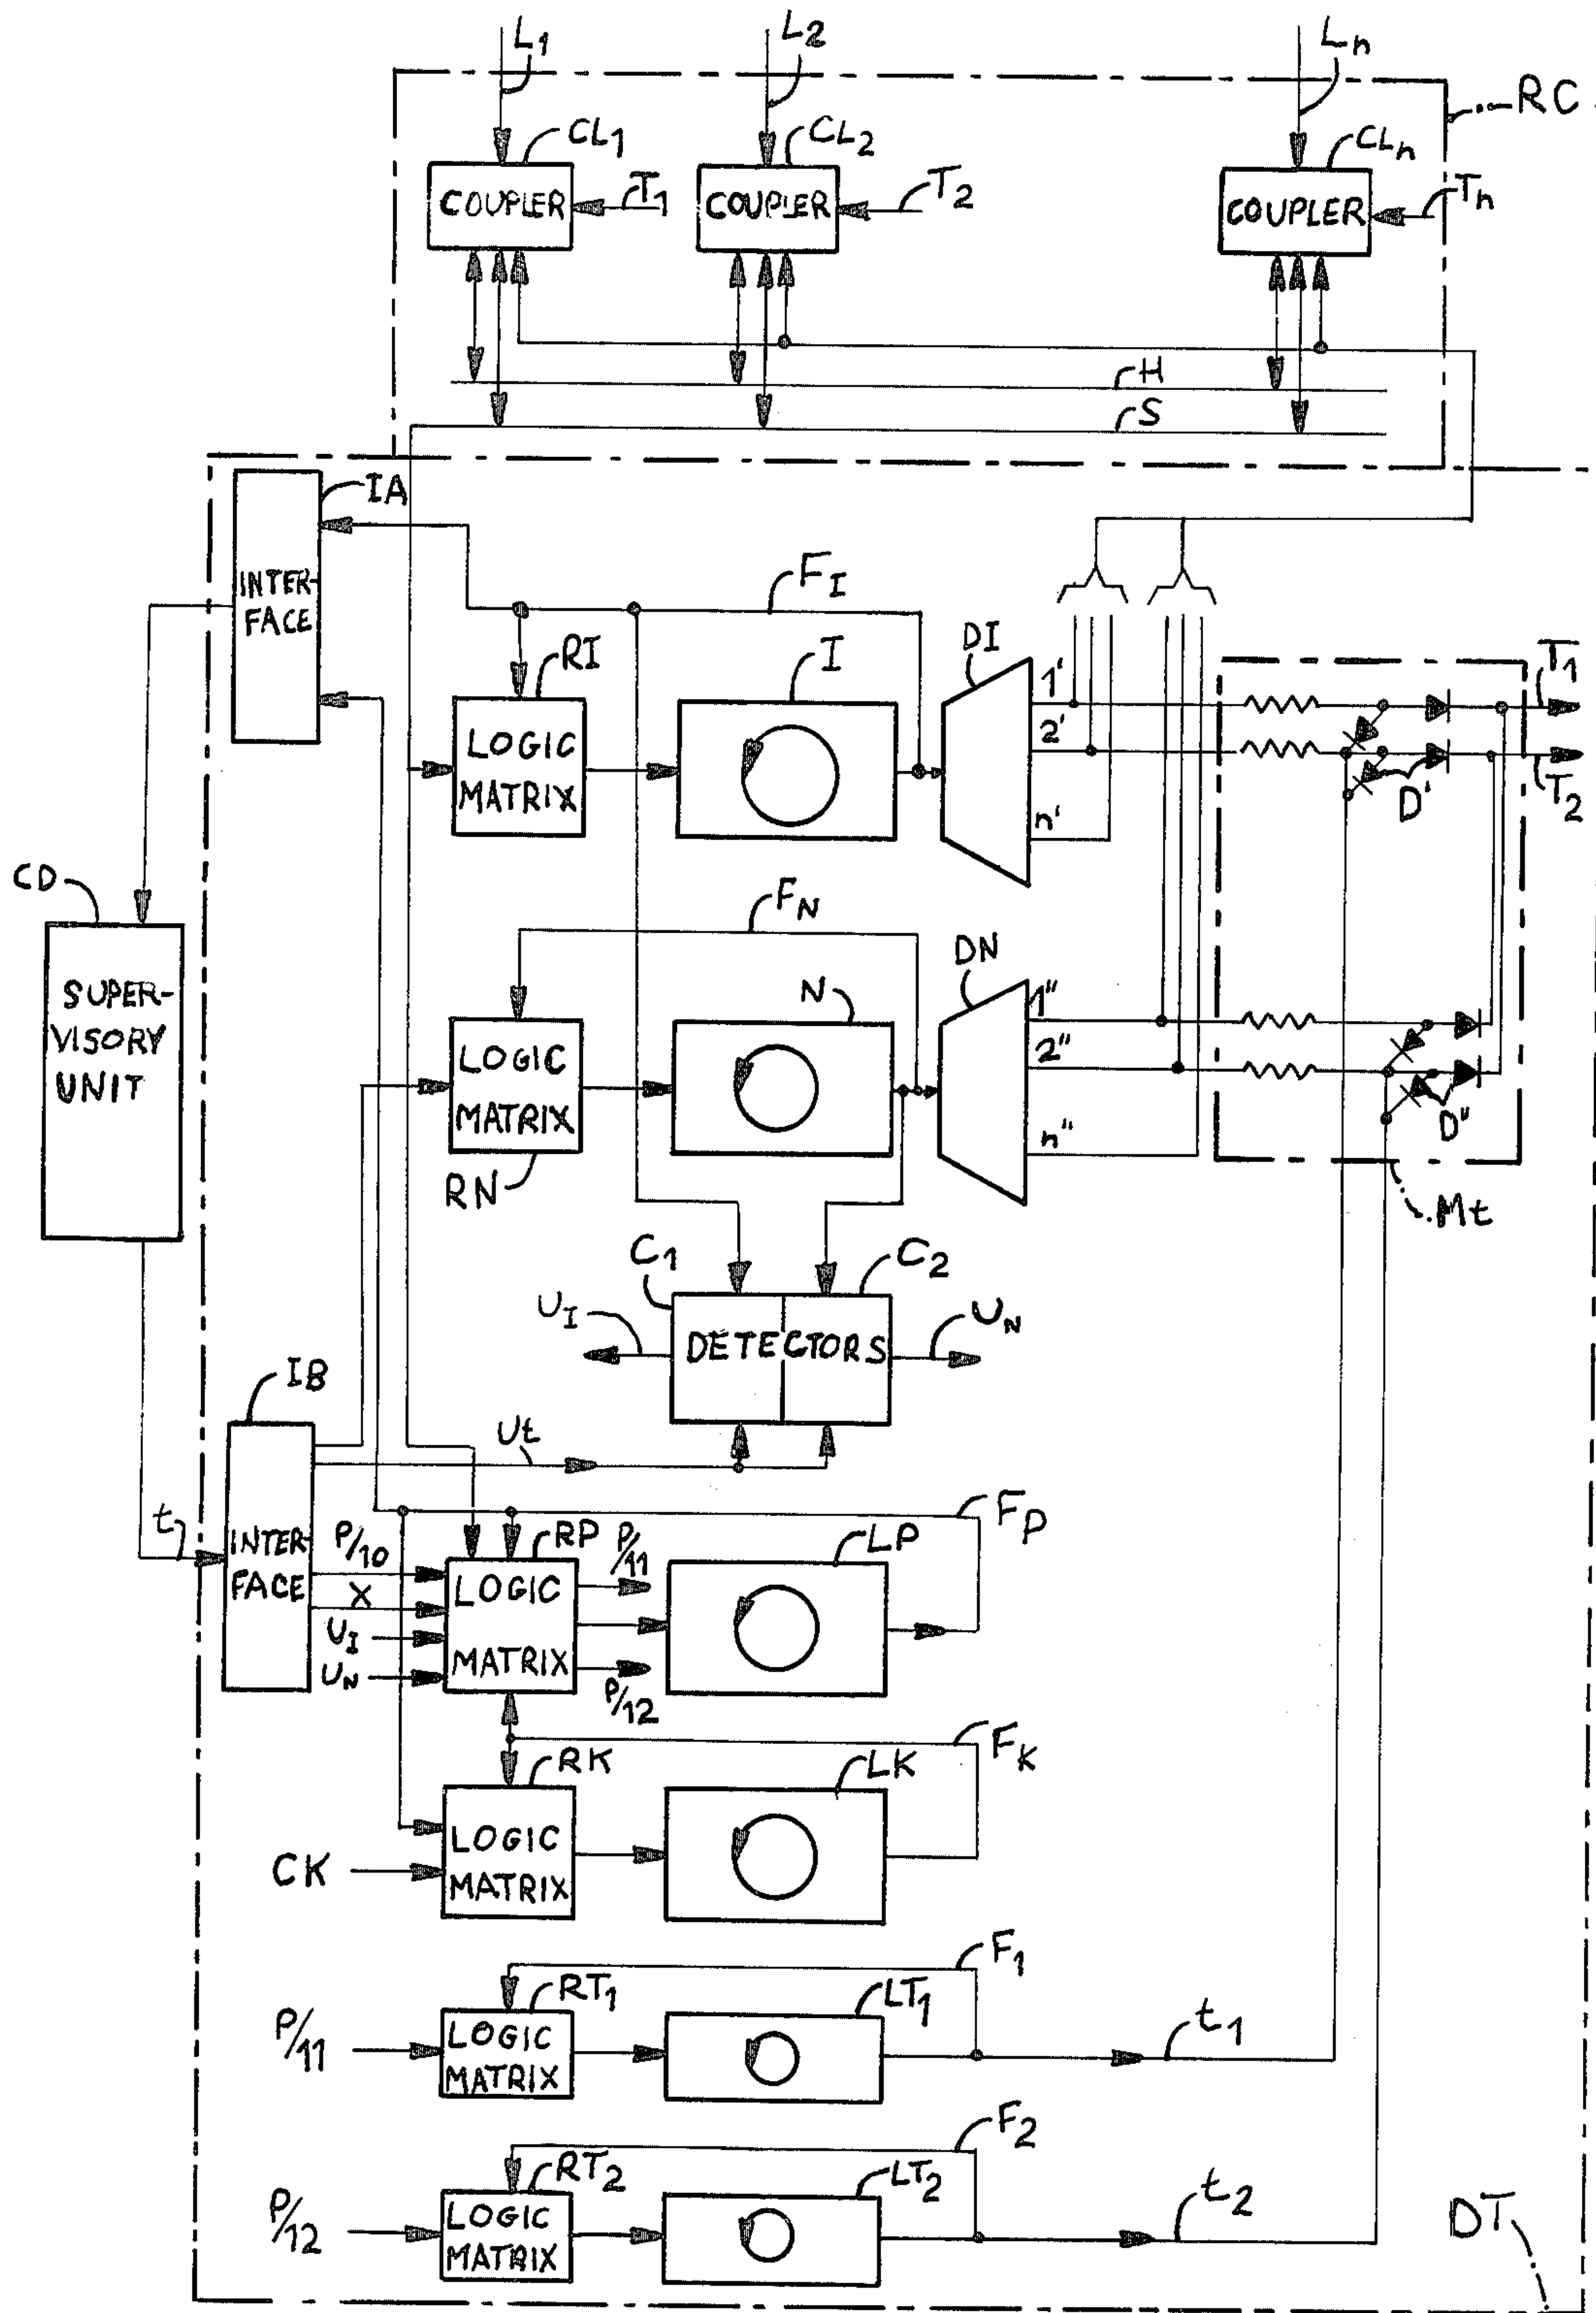 L1 L2 Ln
RC
CL1 CL2 CLn
COUPLER T1 COUPLER T2 COUPLER Tn
H
S
IA
INTER-
FACE
FI
RI I DI
LOGIC
MATRIX
1'
2'
n'
T1
T2
D'
CD
SUPER-
VISORY
UNIT
FN
N DN
LOGIC
MATRIX
RN
1"
2"
n"
D"
Mt
C1 C2
UI DETECTORS UN
IB
Ut
t
INTER-
FACE
P/10
X
UI
UN
RP P/11 LP FP
LOGIC
MATRIX
P/12
RK LK FK
LOGIC
MATRIX
CK
F1
RT1 LT1
P/11
LOGIC
MATRIX
t1
F2
RT2 LT2
P/12
LOGIC
MATRIX
t2
DT